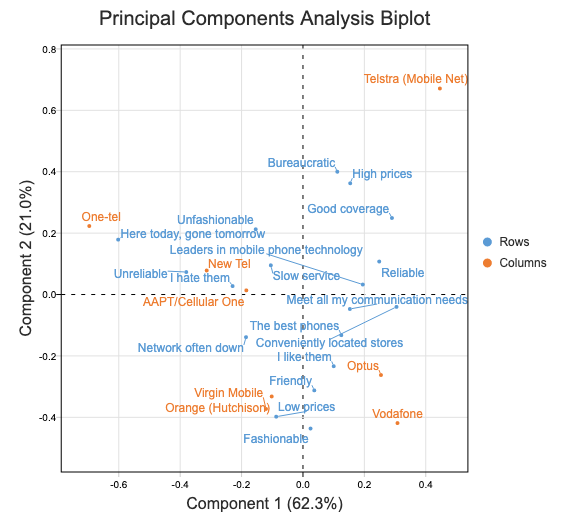 Principal Components Analysis Biplot
0.8
Telstra (Mobile Net)
0.6
Bureaucratic
0.4
High prices
Good coverage
One-tel
Unfashionable
0.2
Here today, gone tomorrow
Leaders in mobile phone technology
New Tel
Unreliable
I hate them
Slow service
Reliable
0.0
AAPT/Cellular One
Meet all my communication needs
The best phones
Network often down
Conveniently located stores
-0.2
I like them
Optus
Friendly
Virgin Mobile
Orange (Hutchison)
Low prices
Vodafone
-0.4
Fashionable
-0.6
-0.4
-0.2
0.0
0.2
0.4
Component 1 (62.3%)
Component 2 (21.0%)
Rows
Columns